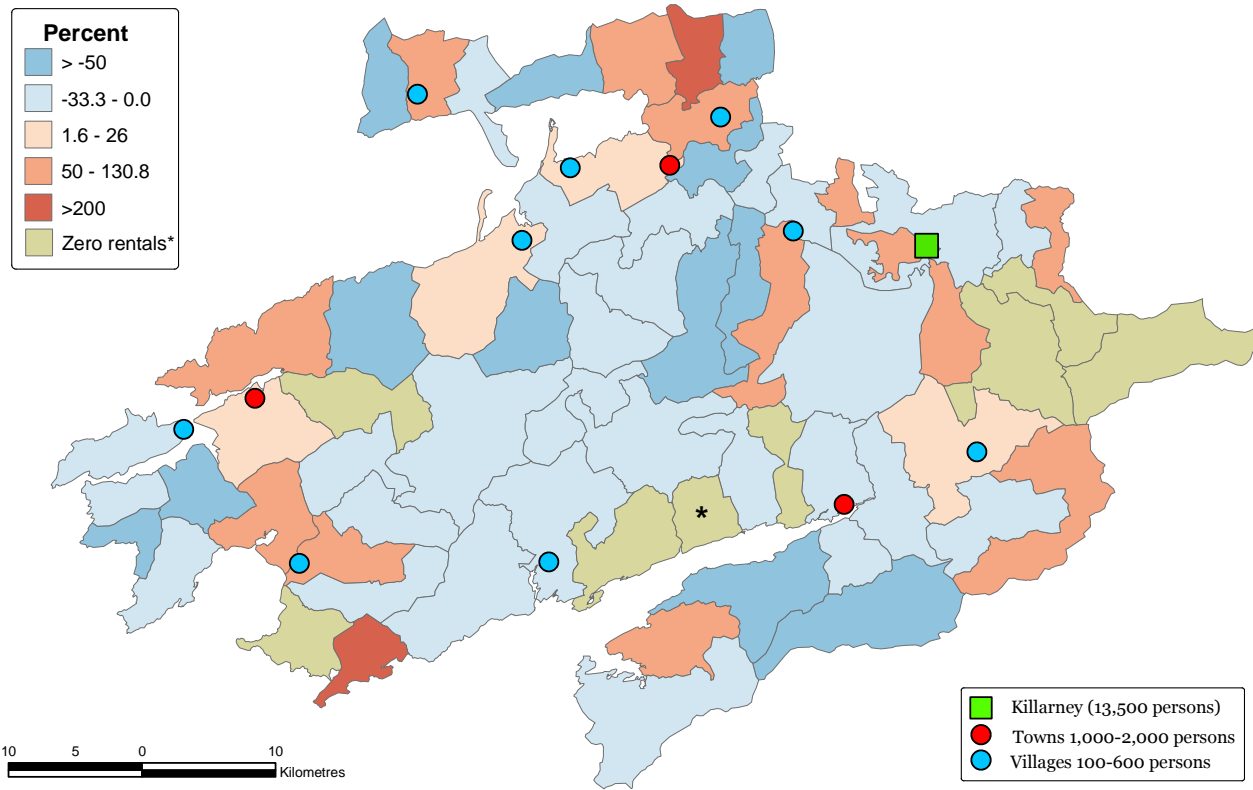 Percent
> -50
-33.3 - 0.0
1.6 - 26
50 - 130.8
>200
Zero rentals*
*
Killarney (13,500 persons)
Towns 1,000-2,000 persons
Villages 100-600 persons
10 5 0 10
Kilometres